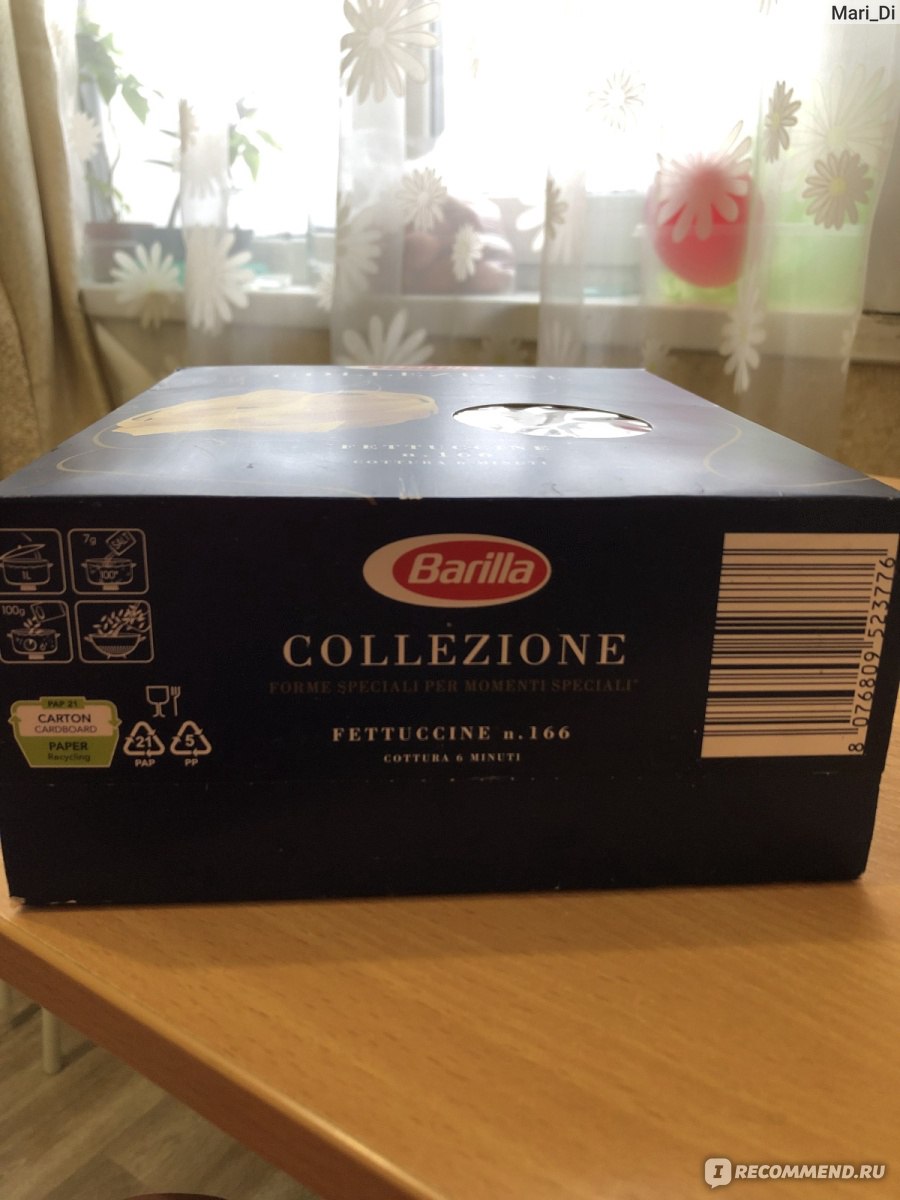 Mari_Di
FETTUCCINE
n. 166
COTTURA 6 MINUTI
1L
7g
SALT
100°
100g
Barilla
COLLEZIONE
FORME SPECIALI PER MOMENTI SPECIALI
FETTUCCINE n. 166
COTTURA 6 MINUTI
PAP 21
CARTON
CARDBOARD
PAPER
Recycling
21
PAP
5
PP
8 076809 523776
I RECOMMEND.RU